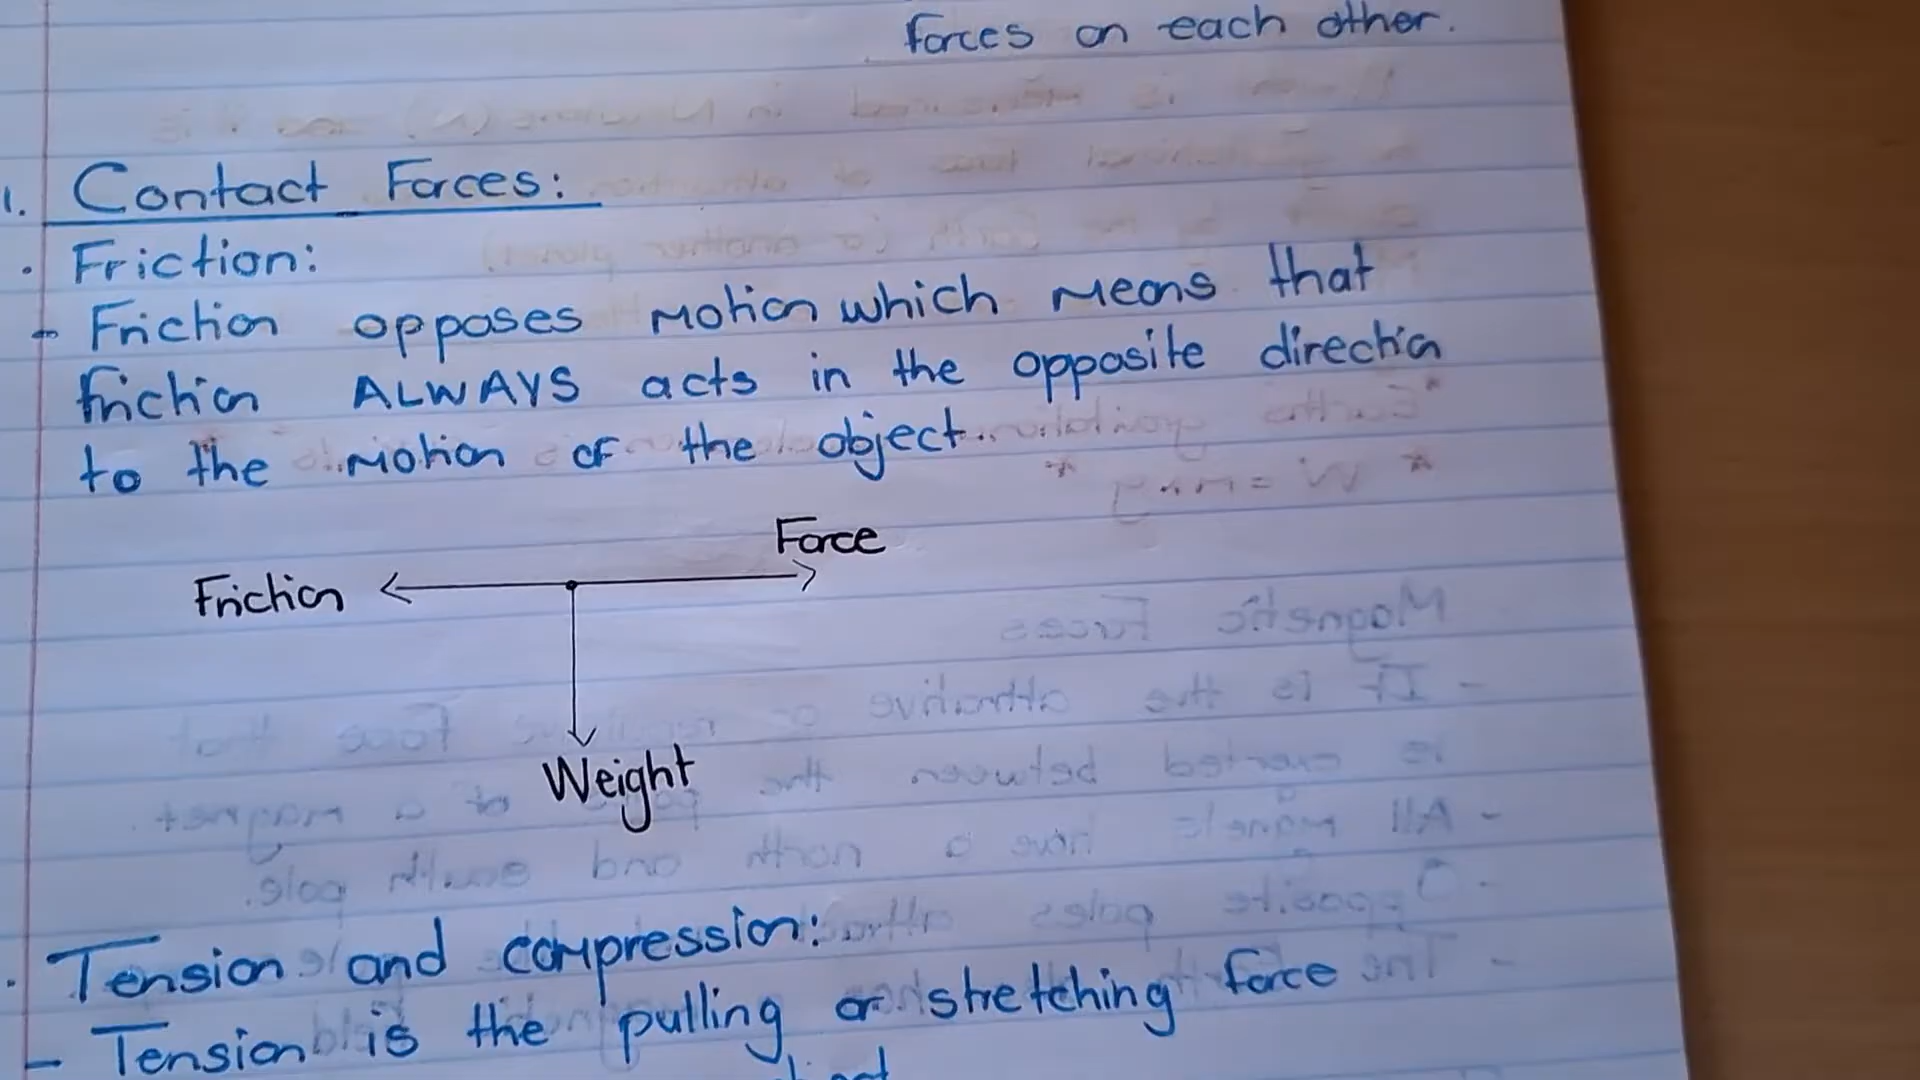 forces on each other.
1. Contact Forces:
· Friction:
- Friction opposes motion which means that
friction ALWAYS acts in the opposite direction
to the motion of the object.
Force
Friction
Weight
· Tension and compression:
- Tension is the pulling or stretching force